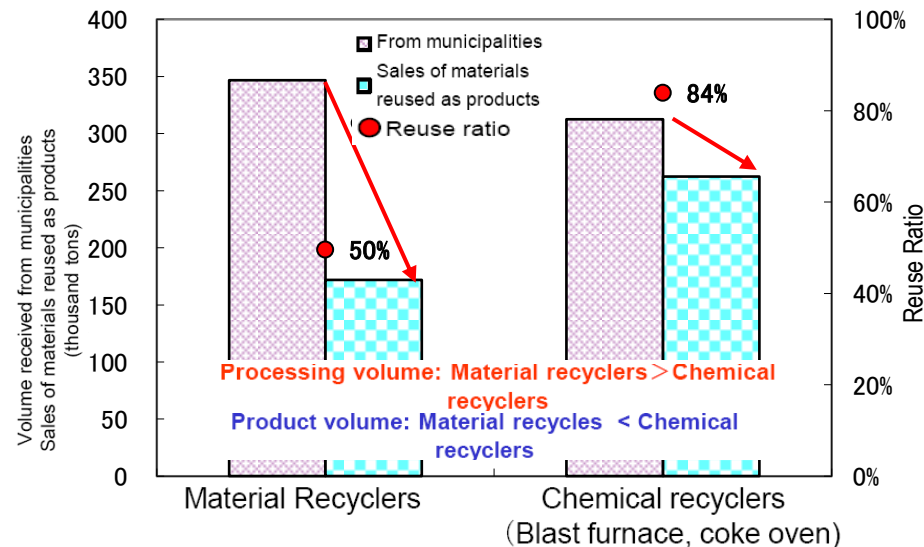 400
350
300
250
200
150
100
50
0
Volume received from municipalities
Sales of materials reused as products
(thousand tons)
From municipalities
Sales of materials
reused as products
Reuse ratio
50%
84%
Processing volume: Material recyclers＞Chemical
recyclers
Product volume: Material recycles < Chemical
recyclers
100%
80%
60%
40%
20%
0%
Reuse Ratio
Material Recyclers
Chemical recyclers
（Blast furnace, coke oven)